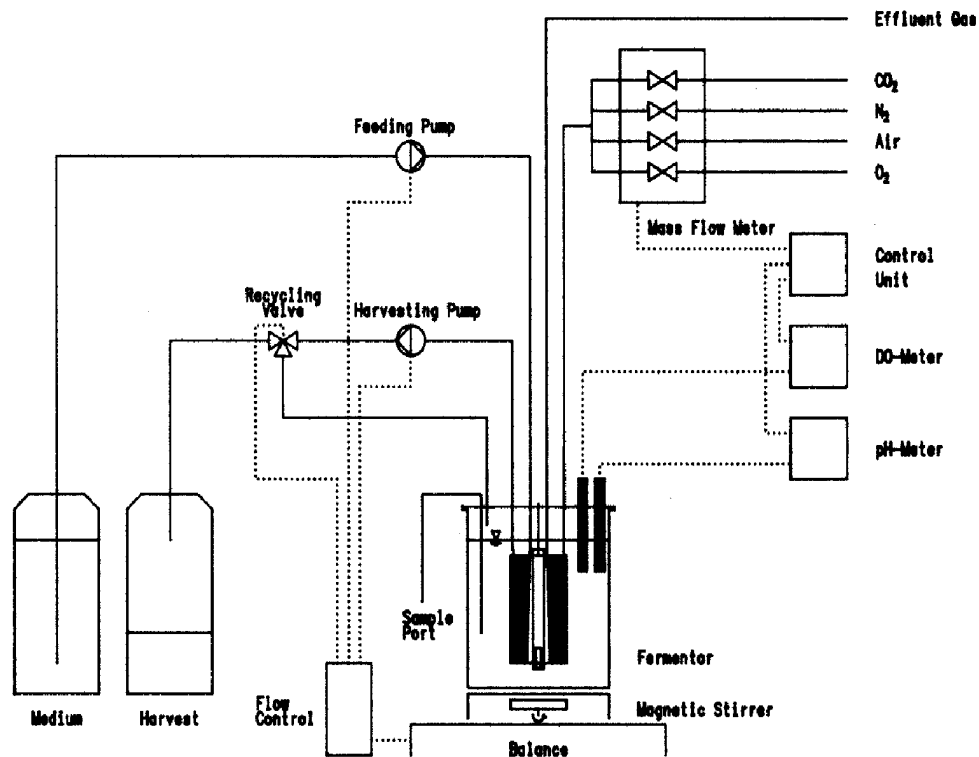 Effluent Gas
CO₂
N₂
Air
O₂
Feeding Pump
Mass Flow Meter
Control
Unit
Recycling
Valve
Harvesting Pump
DO-Meter
pH-Meter
Sample
Port
Fermentor
Flow
Control
Magnetic Stirrer
Medium
Harvest
Balance